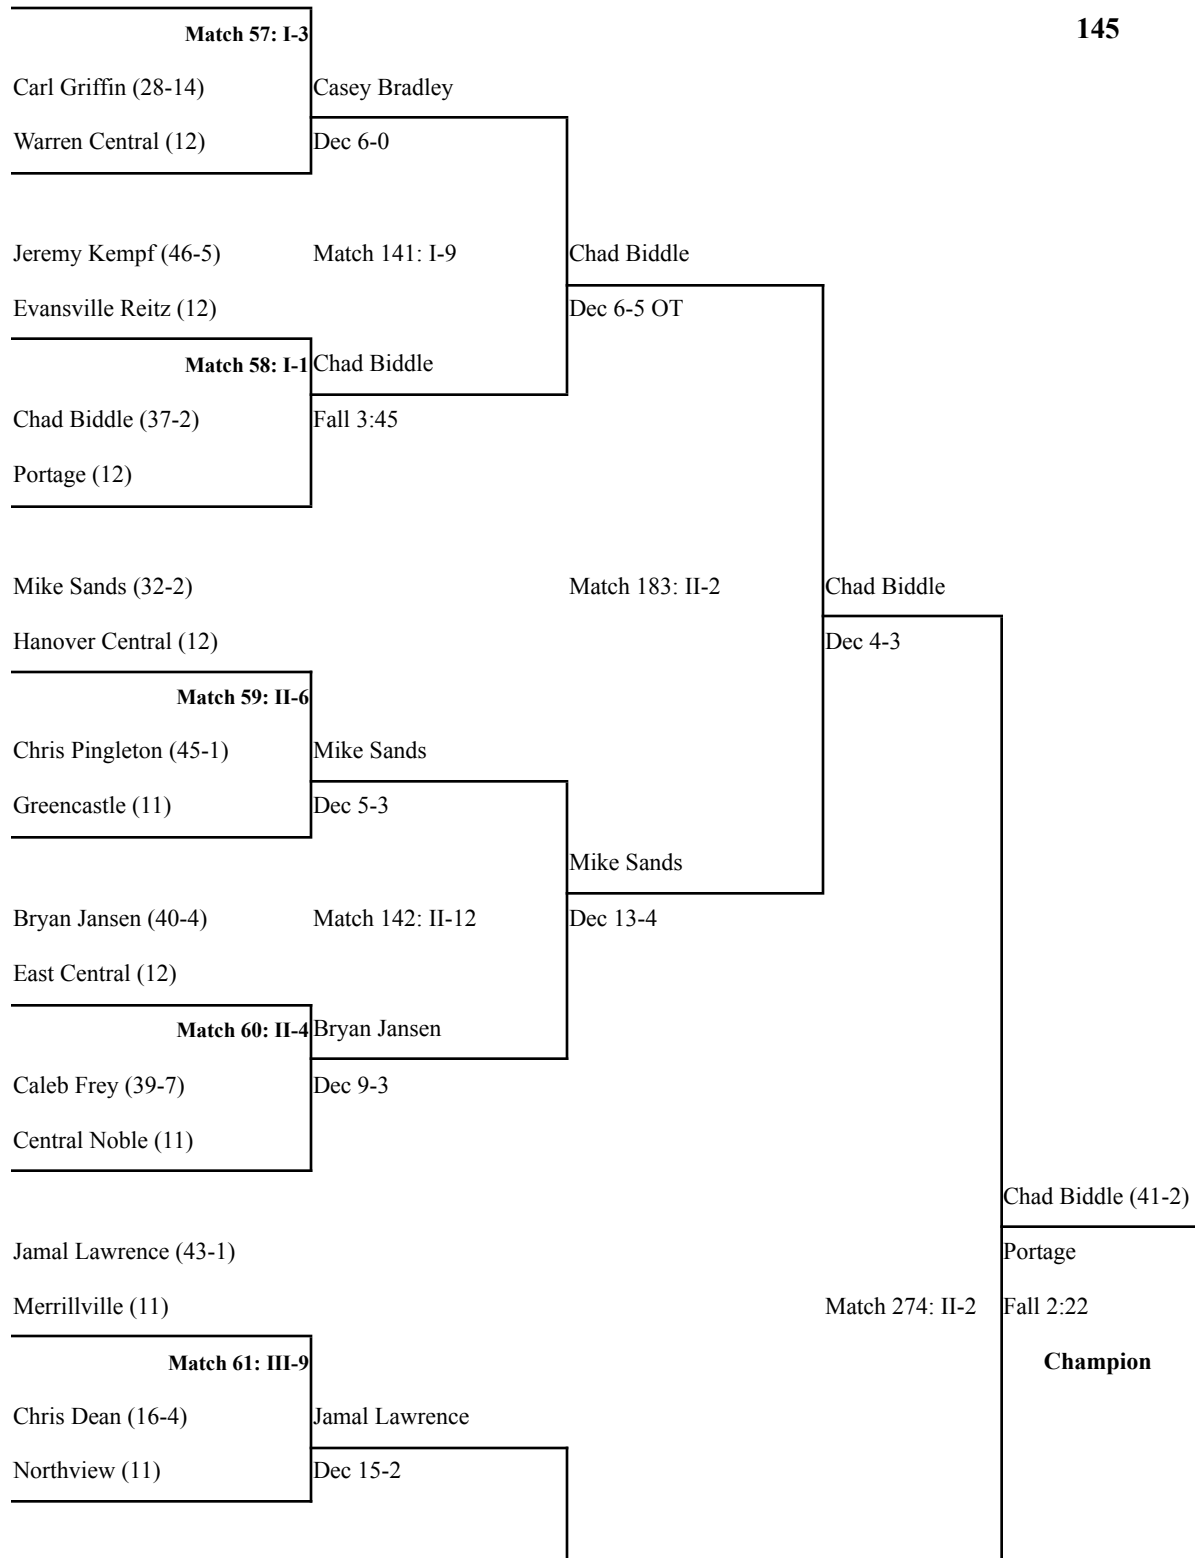 145
Match 57: I-3
Carl Griffin (28-14)
Casey Bradley
Warren Central (12)
Dec 6-0
Jeremy Kempf (46-5)
Match 141: I-9
Chad Biddle
Evansville Reitz (12)
Dec 6-5 OT
Match 58: I-1
Chad Biddle
Chad Biddle (37-2)
Fall 3:45
Portage (12)
Mike Sands (32-2)
Match 183: II-2
Chad Biddle
Hanover Central (12)
Dec 4-3
Match 59: II-6
Chris Pingleton (45-1)
Mike Sands
Greencastle (11)
Dec 5-3
Mike Sands
Bryan Jansen (40-4)
Match 142: II-12
Dec 13-4
East Central (12)
Match 60: II-4
Bryan Jansen
Caleb Frey (39-7)
Dec 9-3
Central Noble (11)
Chad Biddle (41-2)
Jamal Lawrence (43-1)
Portage
Merrillville (11)
Match 274: II-2
Fall 2:22
Match 61: III-9
Champion
Chris Dean (16-4)
Jamal Lawrence
Northview (11)
Dec 15-2